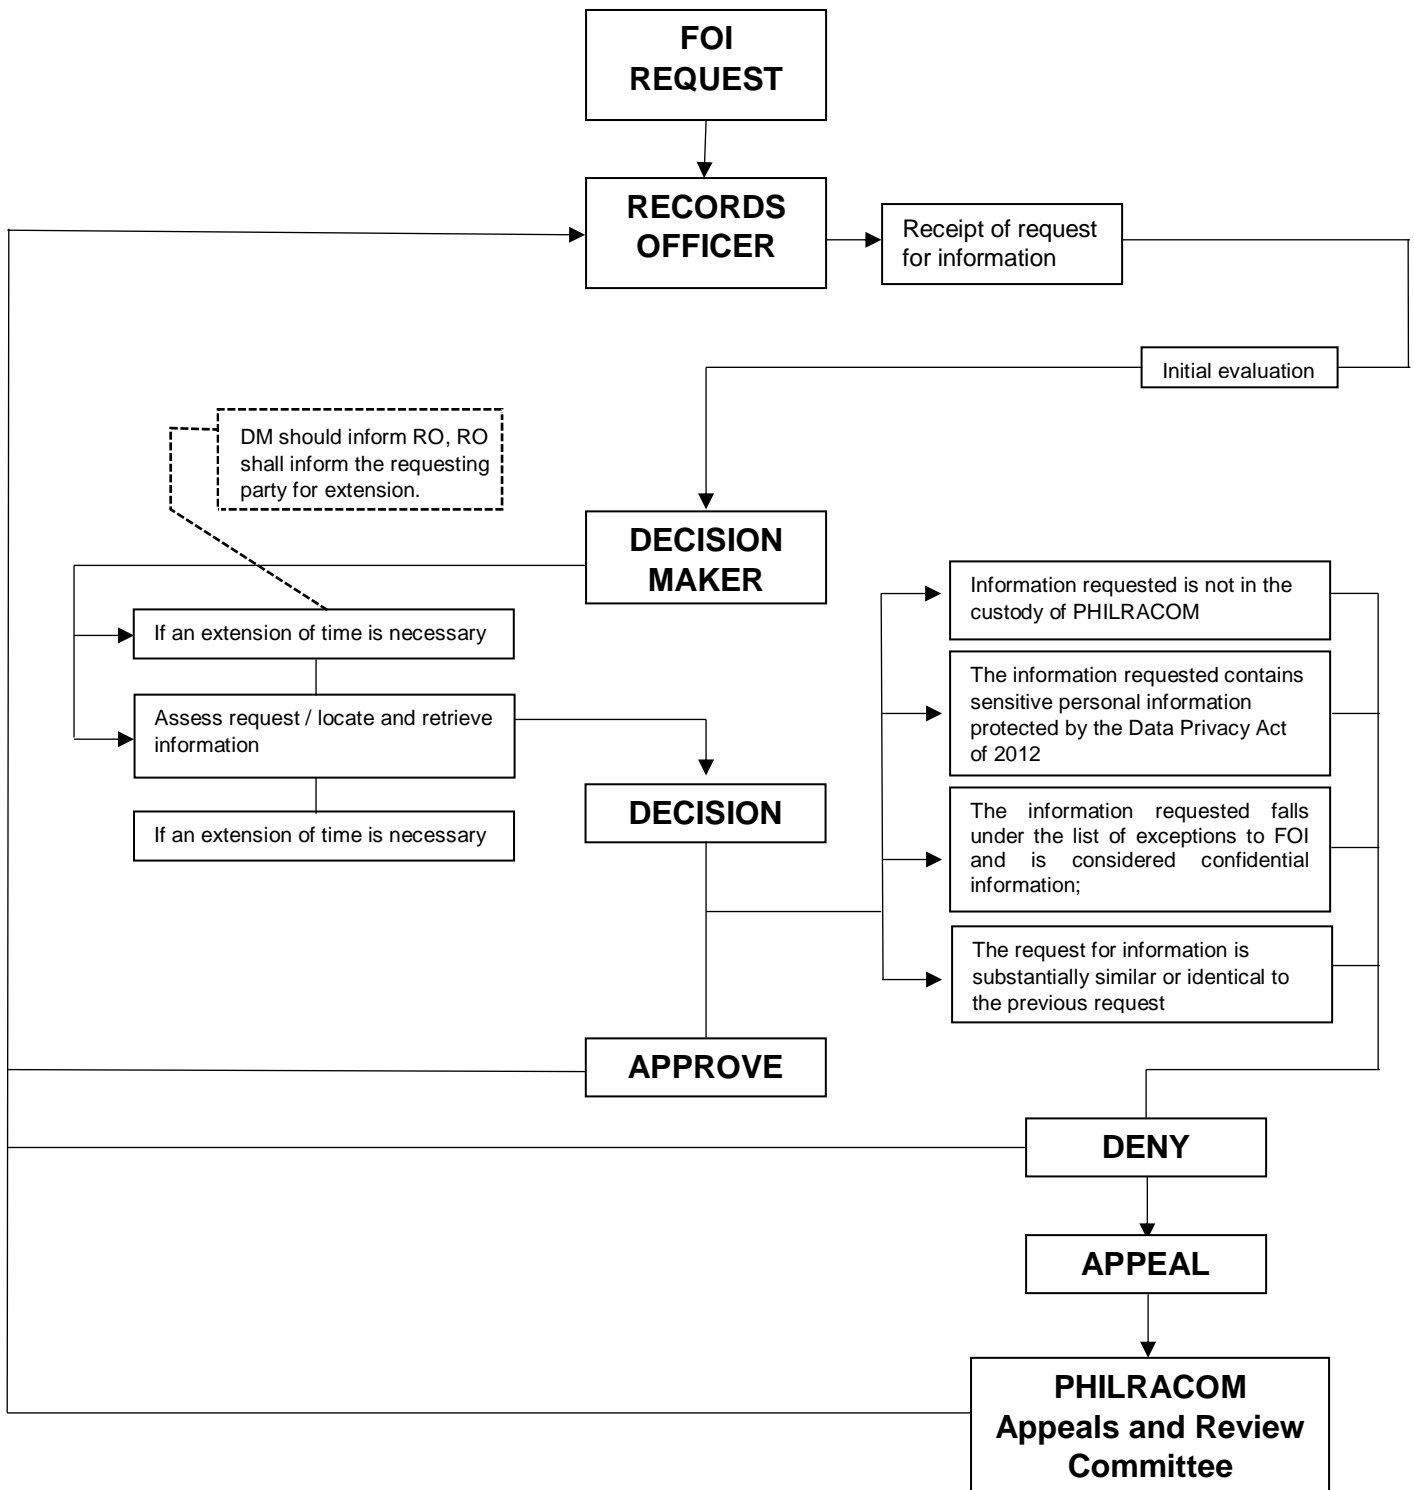 FOI
REQUEST
RECORDS
OFFICER
Receipt of request
for information
Initial evaluation
DM should inform RO, RO
shall inform the requesting
party for extension.
DECISION
MAKER
If an extension of time is necessary
Assess request / locate and retrieve
information
If an extension of time is necessary
DECISION
Information requested is not in the
custody of PHILRACOM
The information requested contains
sensitive personal information
protected by the Data Privacy Act
of 2012
The information requested falls
under the list of exceptions to FOI
and is considered confidential
information;
The request for information is
substantially similar or identical to
the previous request
APPROVE
DENY
APPEAL
PHILRACOM
Appeals and Review
Committee